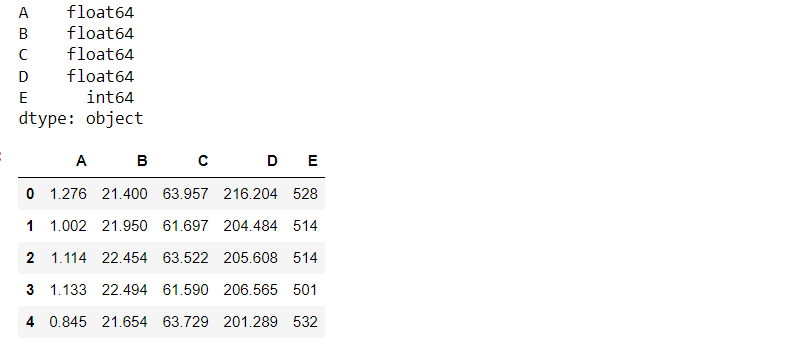 A float64
B float64
C float64
D float64
E int64
dtype: object
A B C D E
0 1.276 21.400 63.957 216.204 528
1 1.002 21.950 61.697 204.484 514
2 1.114 22.454 63.522 205.608 514
3 1.133 22.494 61.590 206.565 501
4 0.845 21.654 63.729 201.289 532